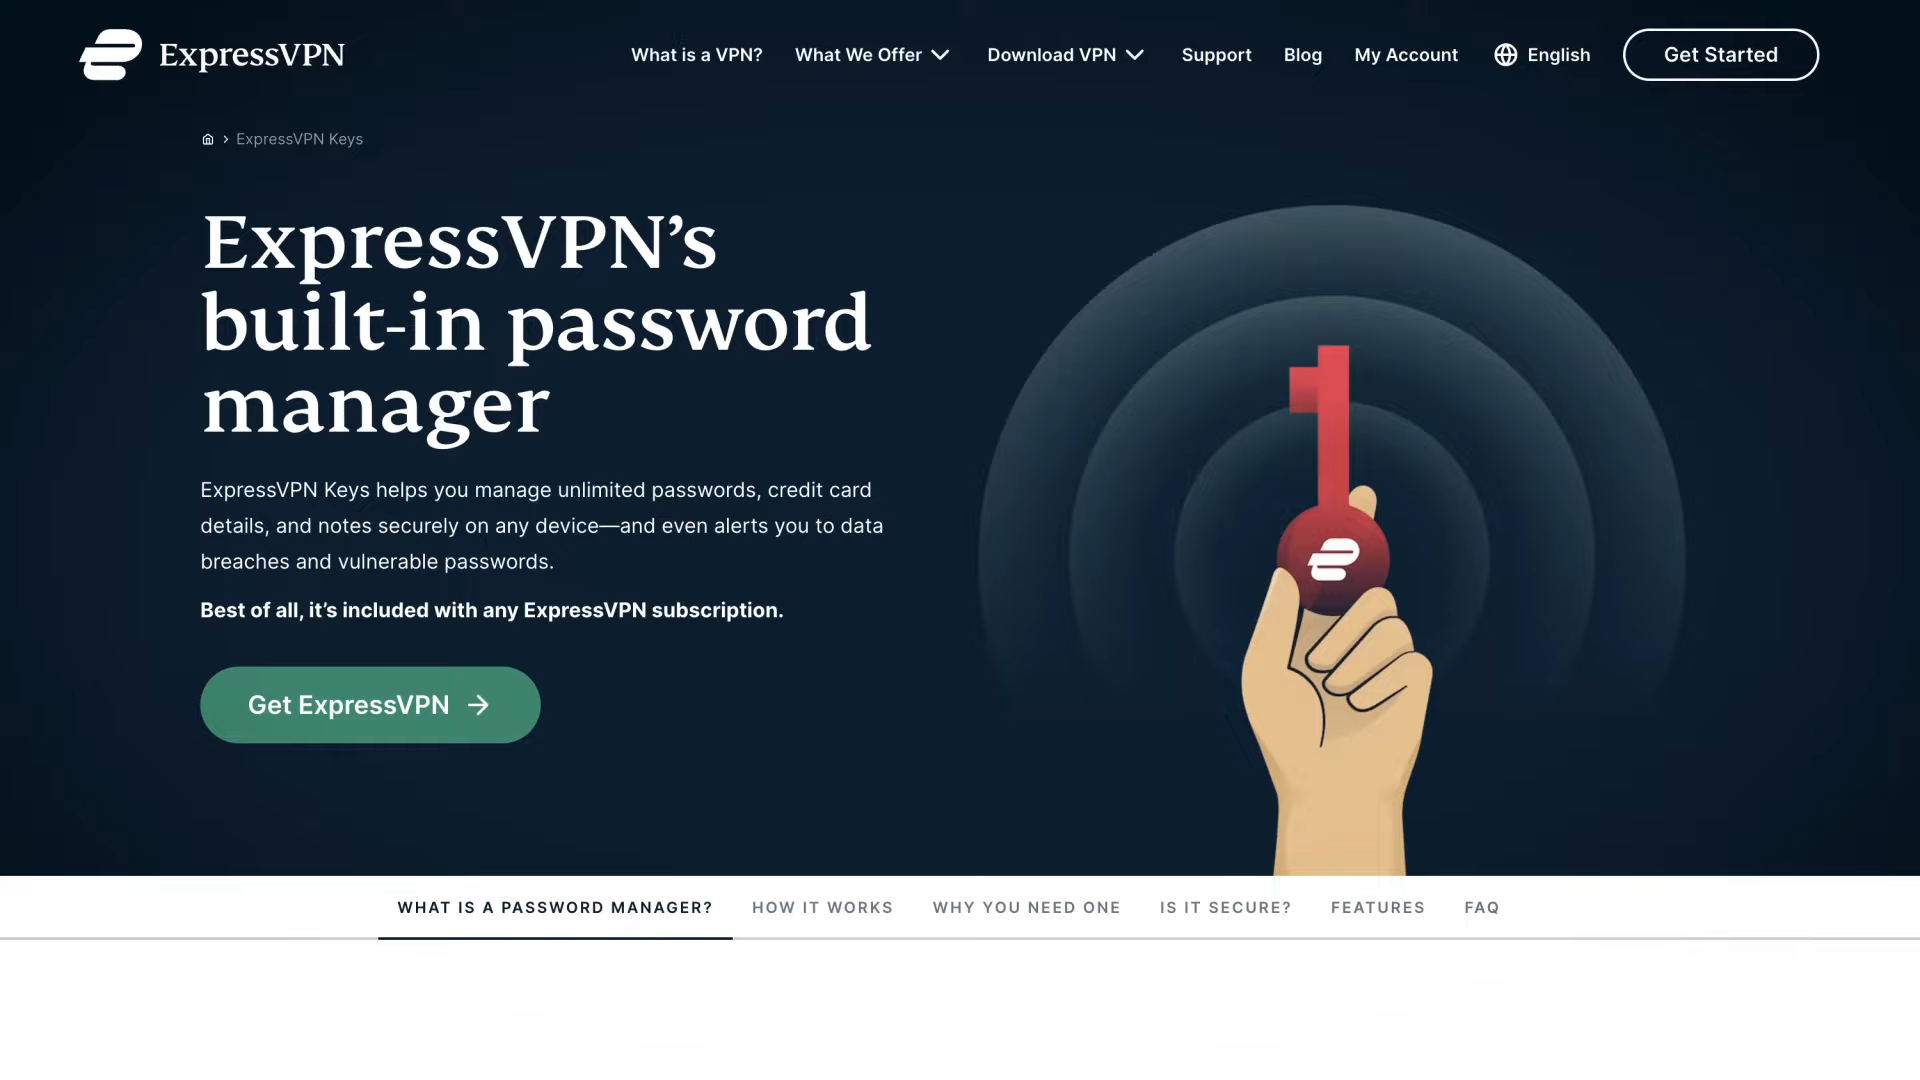 ExpressVPN
What is a VPN?
What We Offer
Download VPN
Support
Blog
My Account
English
Get Started
ExpressVPN Keys
ExpressVPN’s
built-in password
manager
ExpressVPN Keys helps you manage unlimited passwords, credit card
details, and notes securely on any device—and even alerts you to data
breaches and vulnerable passwords.
Best of all, it’s included with any ExpressVPN subscription.
Get ExpressVPN
WHAT IS A PASSWORD MANAGER?
HOW IT WORKS
WHY YOU NEED ONE
IS IT SECURE?
FEATURES
FAQ